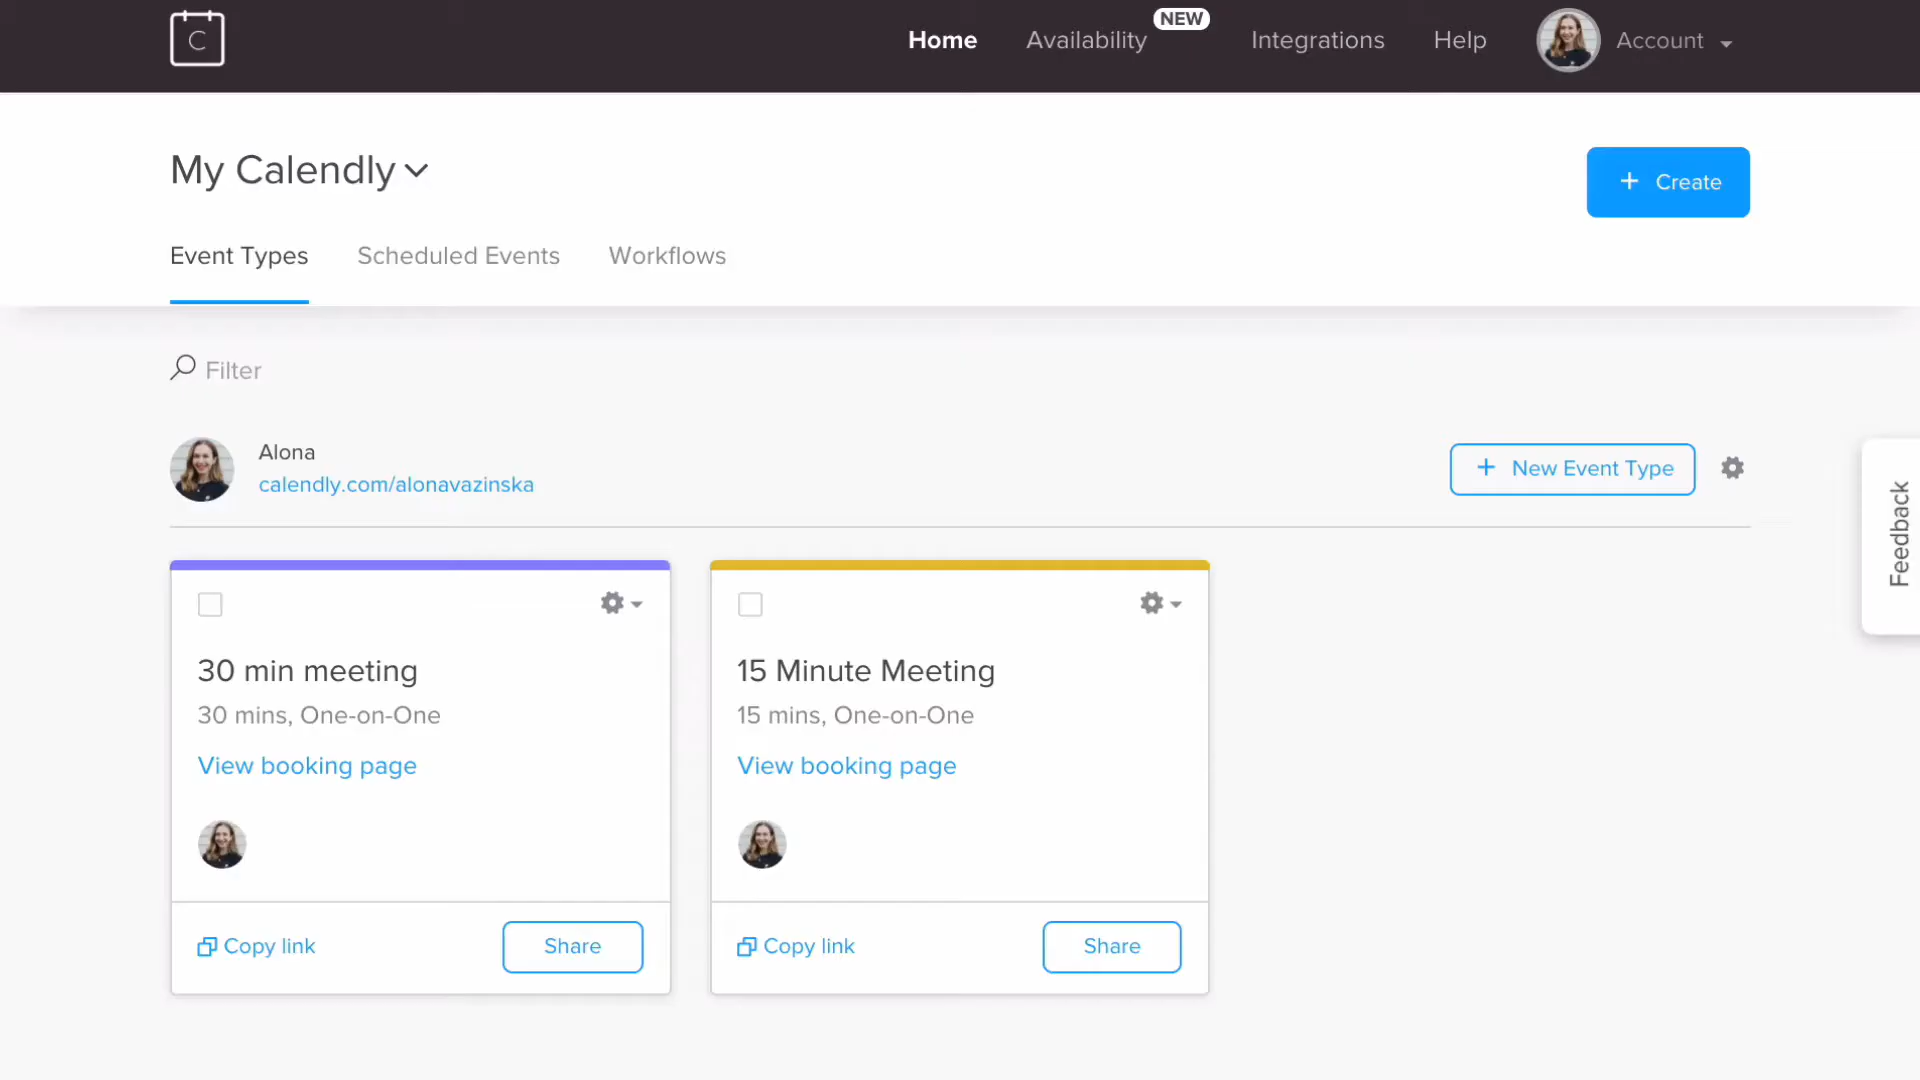 C
Home
Availability
NEW
Integrations
Help
Account
My Calendly
+ Create
Event Types
Scheduled Events
Workflows
Filter
Alona
calendly.com/alonavazinska
+ New Event Type
Feedback
30 min meeting
30 mins, One-on-One
View booking page
Copy link
Share
15 Minute Meeting
15 mins, One-on-One
View booking page
Copy link
Share